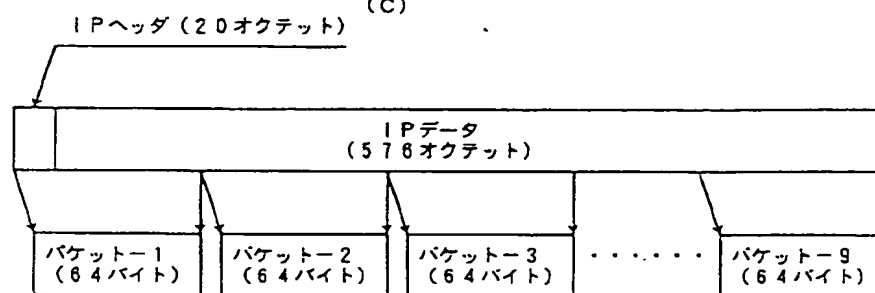 (C)
IPヘッダ(20オクテット)
IPデータ
(576オクテット)
パケット-1
(64バイト)
パケット-2
(64バイト)
パケット-3
(64バイト)
・・・・・・
パケット-9
(64バイト)